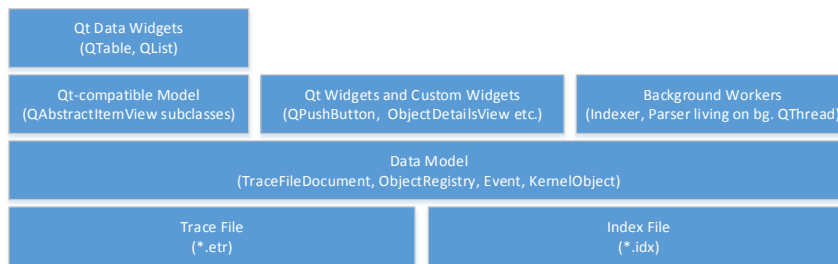 Qt Data Widgets
(QTable, QList)
Qt-compatible Model
(QAbstractItemView subclasses)
Qt Widgets and Custom Widgets
(QPushButton, ObjectDetailsView etc.)
Background Workers
(Indexer, Parser living on bg. QThread)
Data Model
(TraceFileDocument, ObjectRegistry, Event, KernelObject)
Trace File
(*.etr)
Index File
(*.idx)